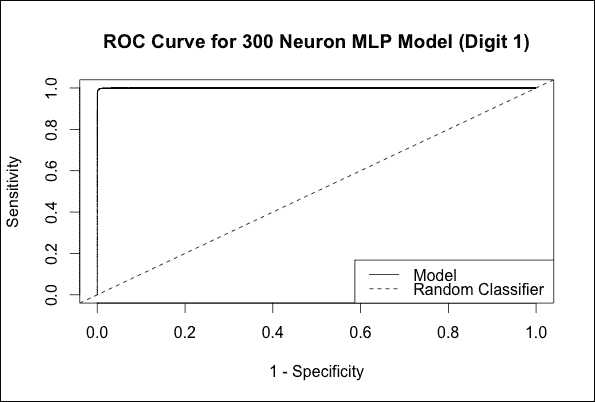 ROC Curve for 300 Neuron MLP Model (Digit 1)
Sensitivity
1.0
0.8
0.6
0.4
0.2
0.0
Model
Random Classifier
0.0 0.2 0.4 0.6 0.8 1.0
1 - Specificity